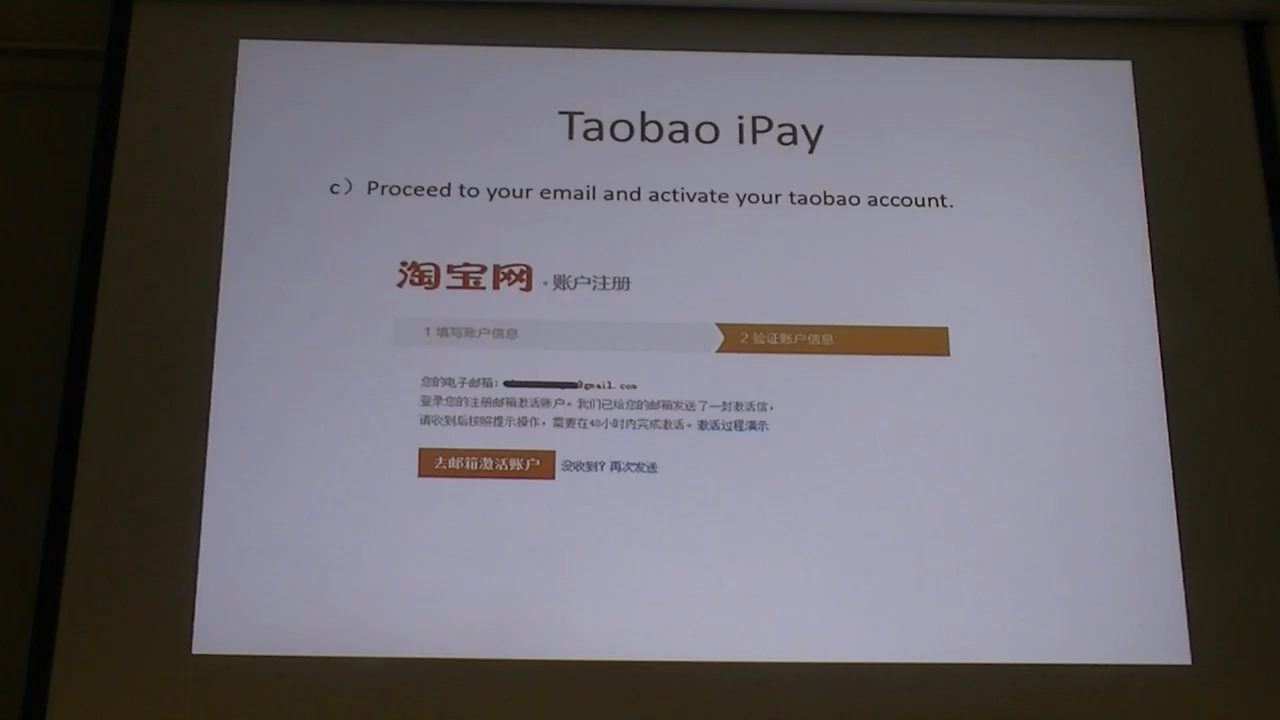 Taobao iPay
c）Proceed to your email and activate your taobao account.
淘宝网 · 账户注册
1 填写账户信息
2 验证账户信息
您的电子邮箱： @gmail.com
登录您的注册邮箱激活账户。我们已给您的邮箱发送了一封激活信，
请收到后按照提示操作，需要在48小时内完成激活。激活过程演示
去邮箱激活账户 没收到？再次发送